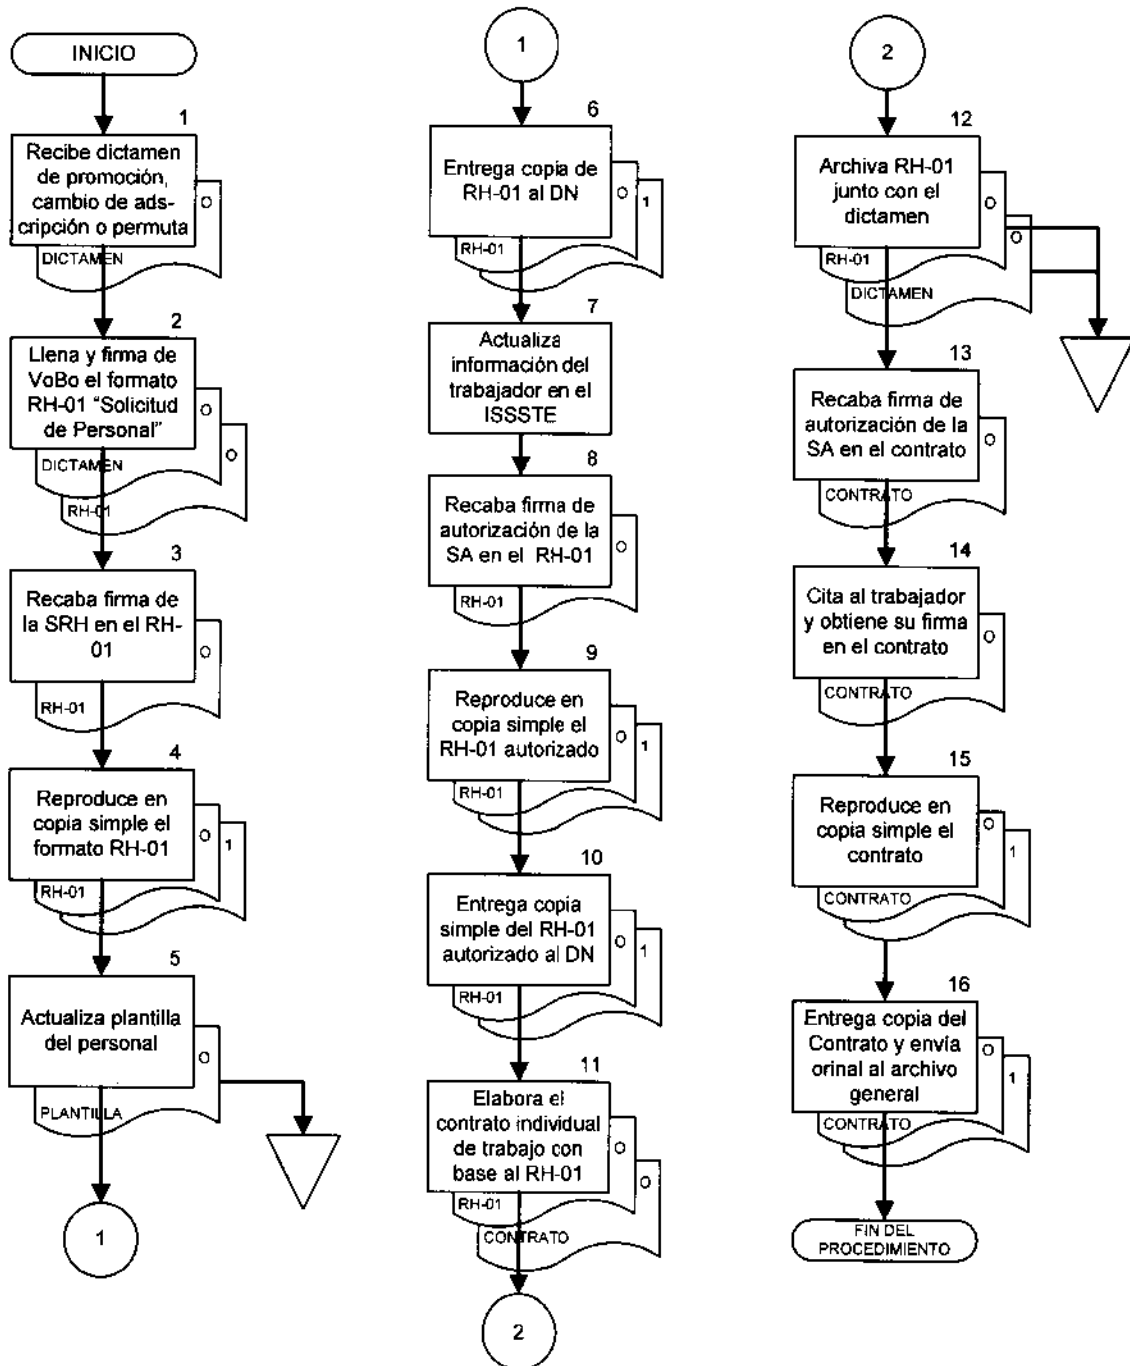 INICIO
1
Recibe dictamen
de promoción,
cambio de ads-
cripción o permuta
O
DICTAMEN
2
Llena y firma de
VoBo el formato
RH-01 “Solicitud
de Personal”
O
O
DICTAMEN
RH-01
3
Recaba firma de
la SRH en el RH-
01
O
RH-01
4
Reproduce en
copia simple el
formato RH-01
O
1
RH-01
5
Actualiza plantilla
del personal
O
PLANTILLA
1
1
6
Entrega copia de
RH-01 al DN
O
1
RH-01
7
Actualiza
información del
trabajador en el
ISSSTE
8
Recaba firma de
autorización de la
SA en el RH-01
O
RH-01
9
Reproduce en
copia simple el
RH-01 autorizado
O
1
RH-01
10
Entrega copia
simple del RH-01
autorizado al DN
O
1
RH-01
11
Elabora el
contrato individual
de trabajo con
base al RH-01
O
O
RH-01
CONTRATO
2
2
12
Archiva RH-01
junto con el
dictamen
O
O
RH-01
DICTAMEN
13
Recaba firma de
autorización de la
SA en el contrato
O
CONTRATO
14
Cita al trabajador
y obtiene su firma
en el contrato
O
CONTRATO
15
Reproduce en
copia simple el
contrato
O
1
CONTRATO
16
Entrega copia del
Contrato y envía
orinal al archivo
general
O
1
CONTRATO
FIN DEL
PROCEDIMIENTO